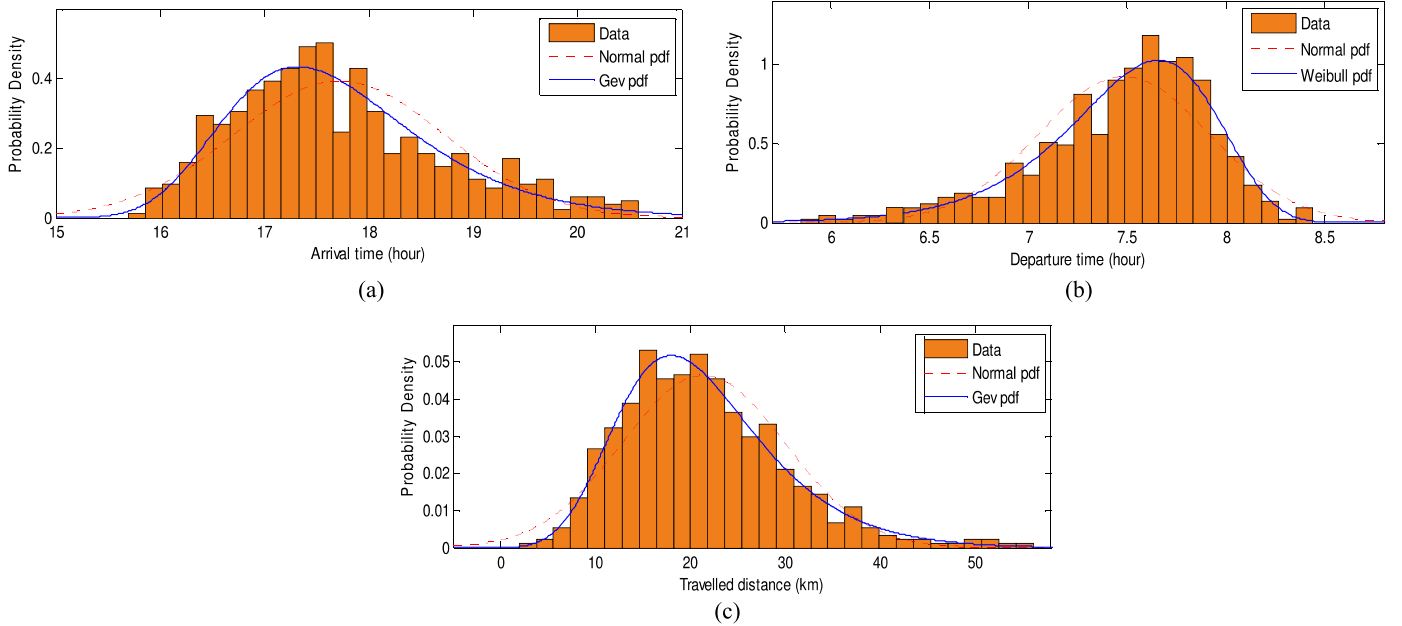 Probability Density
0.4
0.2
0
15 16 17 18 19 20 21
Arrival time (hour)
Data
Normal pdf
Gev pdf
(a)
Probability Density
1
0.5
0
6 6.5 7 7.5 8 8.5
Departure time (hour)
Data
Normal pdf
Weibull pdf
(b)
Probability Density
0.05
0.04
0.03
0.02
0.01
0
0 10 20 30 40 50
Travelled distance (km)
Data
Normal pdf
Gev pdf
(c)